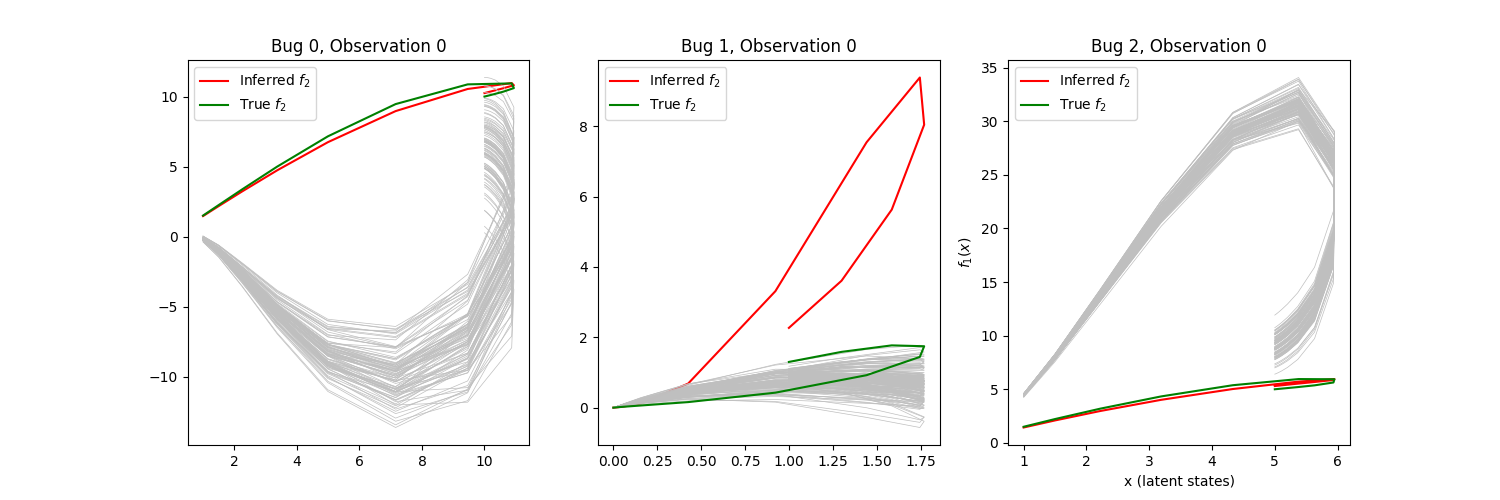 Bug 0, Observation 0
Inferred f₂
True f₂
10
5
0
−5
−10
2 4 6 8 10
Bug 1, Observation 0
Inferred f₂
True f₂
8
6
4
2
0
0.00 0.25 0.50 0.75 1.00 1.25 1.50 1.75
Bug 2, Observation 0
Inferred f₂
True f₂
f₁(x)
35
30
25
20
15
10
5
0
1 2 3 4 5 6
x (latent states)